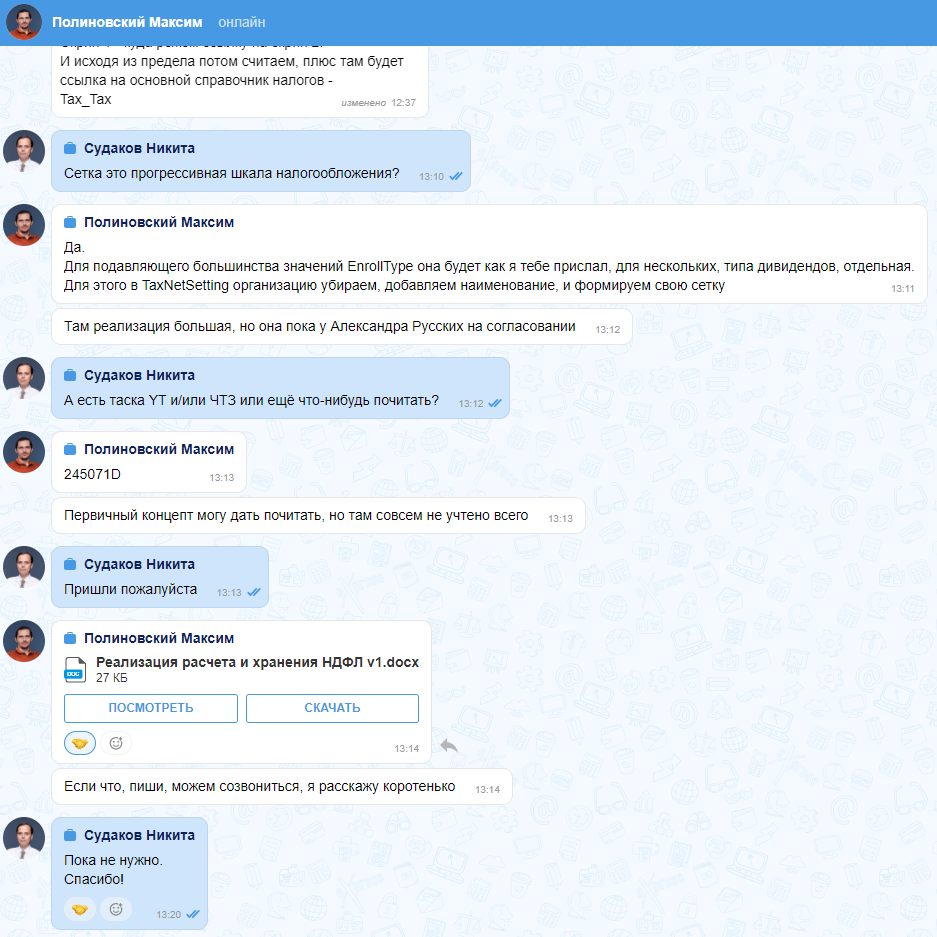 Полиновский Максим онлайн
И исходя из предела потом считаем, плюс там будет
ссылка на основной справочник налогов -
Tax_Tax
изменено 12:37
Судаков Никита
Сетка это прогрессивная шкала налогообложения?
13:10
Полиновский Максим
Да.
Для подавляющего большинства значений EnrollType она будет как я тебе прислал, для нескольких, типа дивидендов, отдельная.
Для этого в TaxNetSetting организацию убираем, добавляем наименование, и формируем свою сетку
13:11
Там реализация большая, но она пока у Александра Русских на согласовании
13:12
Судаков Никита
А есть таска YT и/или ЧТЗ или ещё что-нибудь почитать?
13:12
Полиновский Максим
245071D
13:13
Первичный концепт могу дать почитать, но там совсем не учтено всего
13:13
Судаков Никита
Пришли пожалуйста
13:13
Полиновский Максим
Реализация расчета и хранения НДФЛ v1.docx
DOC
27 КБ
ПОСМОТРЕТЬ
СКАЧАТЬ
13:14
Если что, пиши, можем созвониться, я расскажу коротенько
13:14
Судаков Никита
Пока не нужно.
Спасибо!
13:20